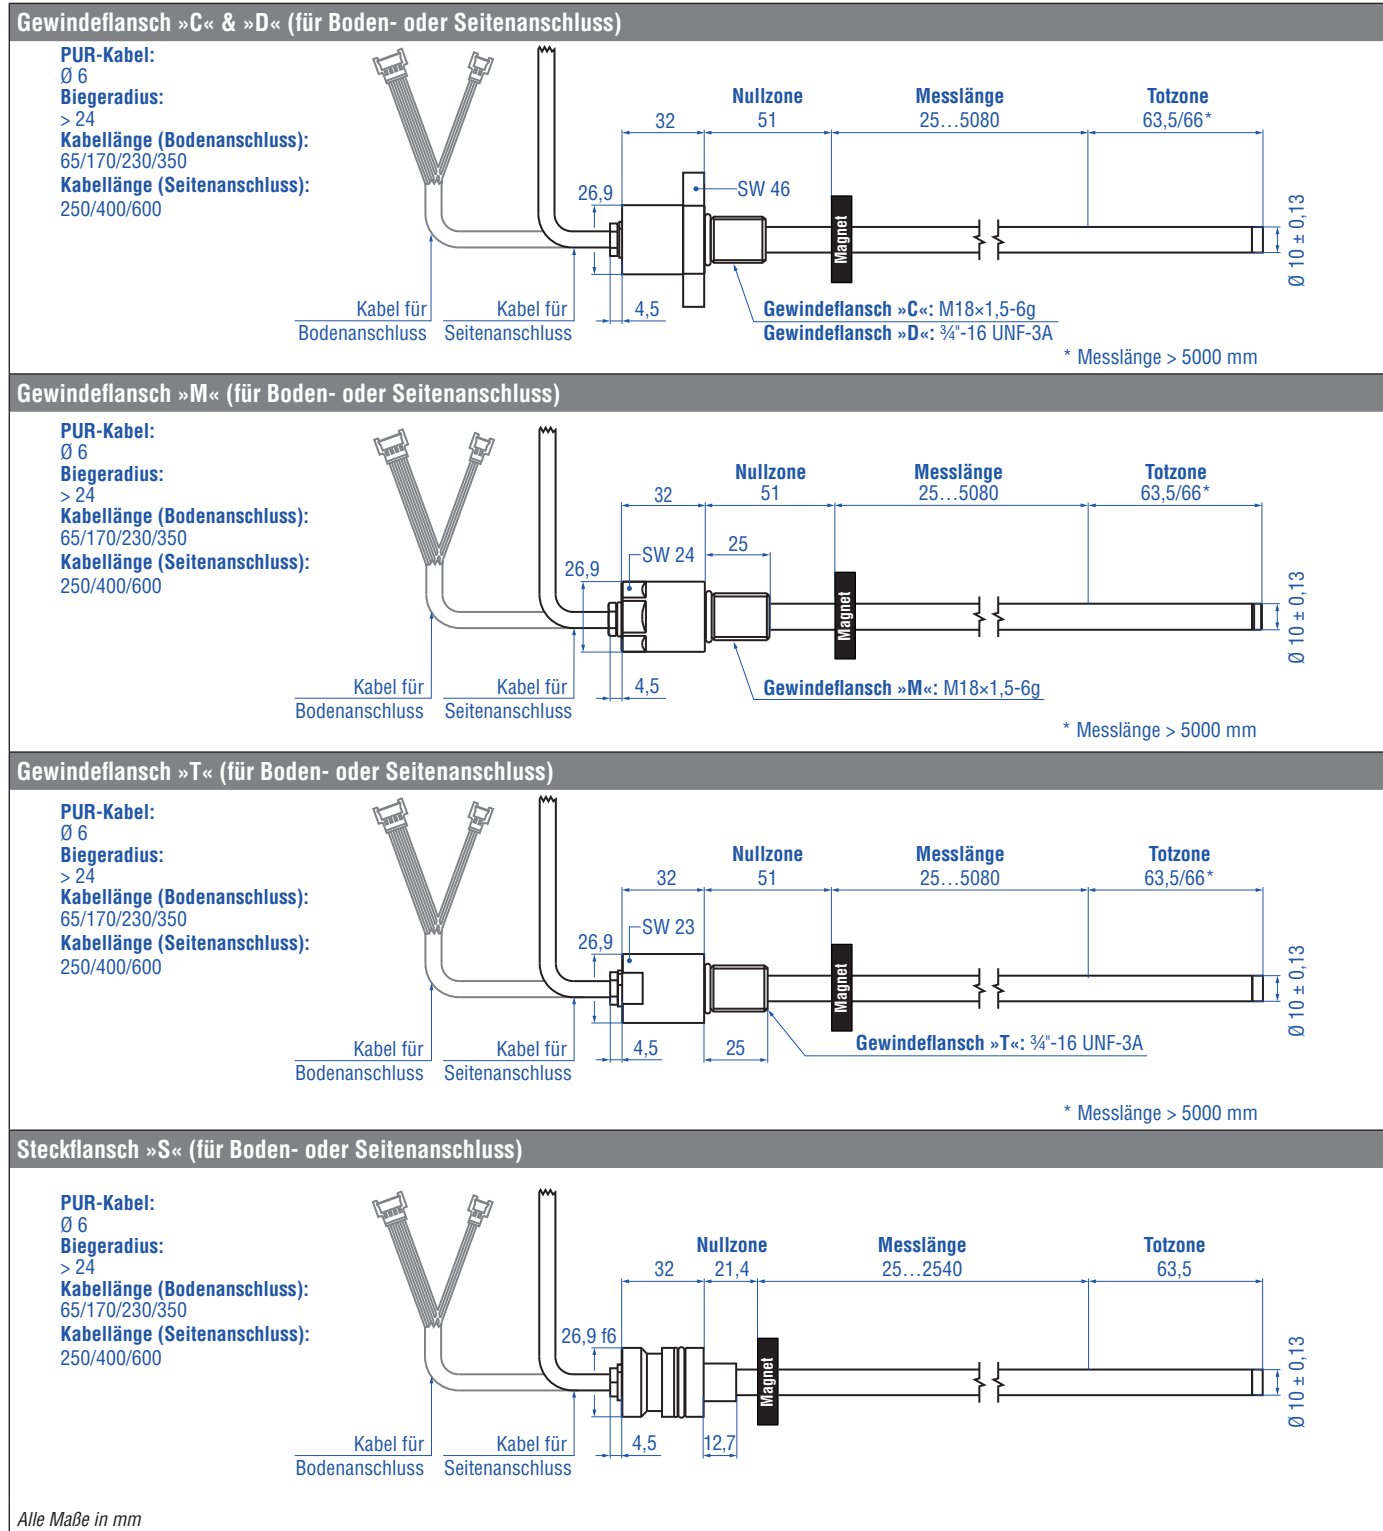 Gewindeflansch »C« & »D« (für Boden- oder Seitenanschluss)
PUR-Kabel:
Ø 6
Biegeradius:
> 24
Kabellänge (Bodenanschluss):
65/170/230/350
Kabellänge (Seitenanschluss):
250/400/600
Nullzone Messlänge Totzone
32 51 25…5080 63,5/66*
26,9
SW 46
Magnet
Ø 10 ± 0,13
Kabel für Bodenanschluss
Kabel für Seitenanschluss
4,5
Gewindeflansch »C«: M18×1,5-6g
Gewindeflansch »D«: ¾"-16 UNF-3A
* Messlänge > 5000 mm
Gewindeflansch »M« (für Boden- oder Seitenanschluss)
PUR-Kabel:
Ø 6
Biegeradius:
> 24
Kabellänge (Bodenanschluss):
65/170/230/350
Kabellänge (Seitenanschluss):
250/400/600
Nullzone Messlänge Totzone
32 51 25…5080 63,5/66*
SW 24
25
26,9
Magnet
Ø 10 ± 0,13
Kabel für Bodenanschluss
Kabel für Seitenanschluss
4,5
Gewindeflansch »M«: M18×1,5-6g
* Messlänge > 5000 mm
Gewindeflansch »T« (für Boden- oder Seitenanschluss)
PUR-Kabel:
Ø 6
Biegeradius:
> 24
Kabellänge (Bodenanschluss):
65/170/230/350
Kabellänge (Seitenanschluss):
250/400/600
Nullzone Messlänge Totzone
32 51 25…5080 63,5/66*
SW 23
26,9
Magnet
Ø 10 ± 0,13
Kabel für Bodenanschluss
Kabel für Seitenanschluss
4,5
25
Gewindeflansch »T«: ¾"-16 UNF-3A
* Messlänge > 5000 mm
Steckflansch »S« (für Boden- oder Seitenanschluss)
PUR-Kabel:
Ø 6
Biegeradius:
> 24
Kabellänge (Bodenanschluss):
65/170/230/350
Kabellänge (Seitenanschluss):
250/400/600
Nullzone Messlänge Totzone
32 21,4 25…2540 63,5
26,9 f6
Magnet
Ø 10 ± 0,13
Kabel für Bodenanschluss
Kabel für Seitenanschluss
4,5
12,7
Alle Maße in mm